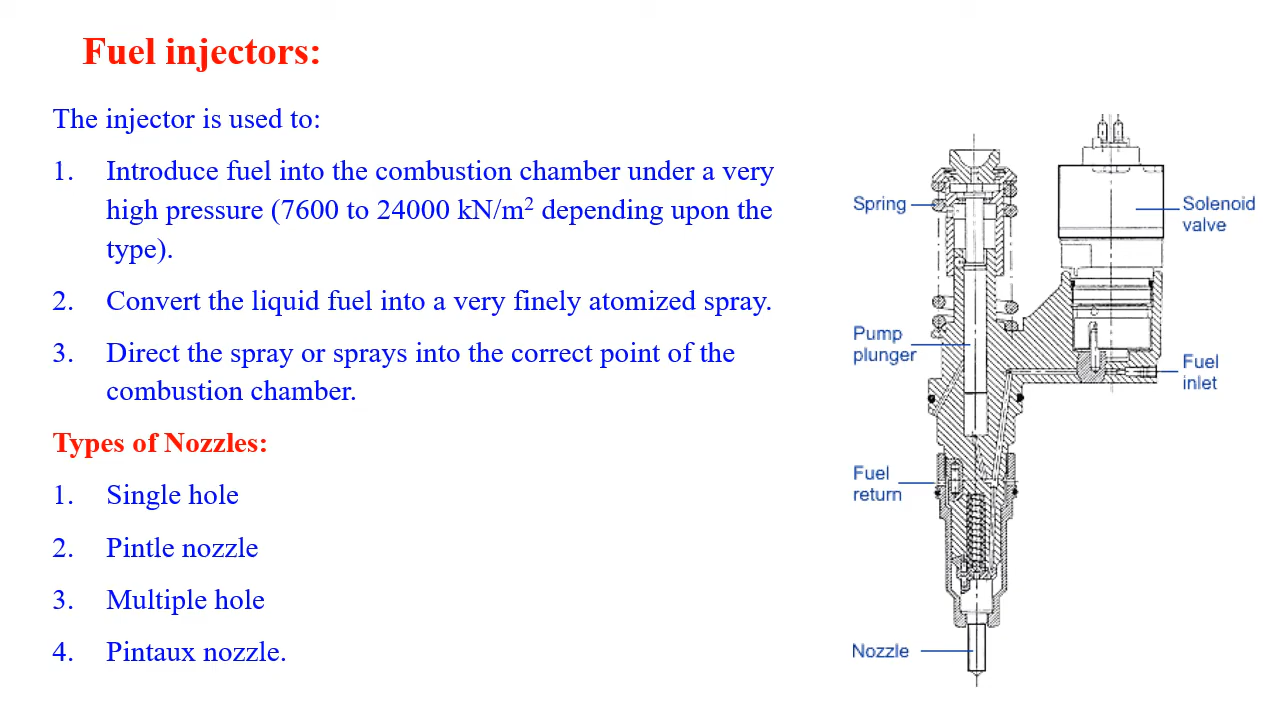 Fuel injectors:
The injector is used to:
1. Introduce fuel into the combustion chamber under a very
high pressure (7600 to 24000 kN/m² depending upon the
type).
2. Convert the liquid fuel into a very finely atomized spray.
3. Direct the spray or sprays into the correct point of the
combustion chamber.
Types of Nozzles:
1. Single hole
2. Pintle nozzle
3. Multiple hole
4. Pintaux nozzle.
Spring
Solenoid
valve
Pump
plunger
Fuel
inlet
Fuel
return
Nozzle